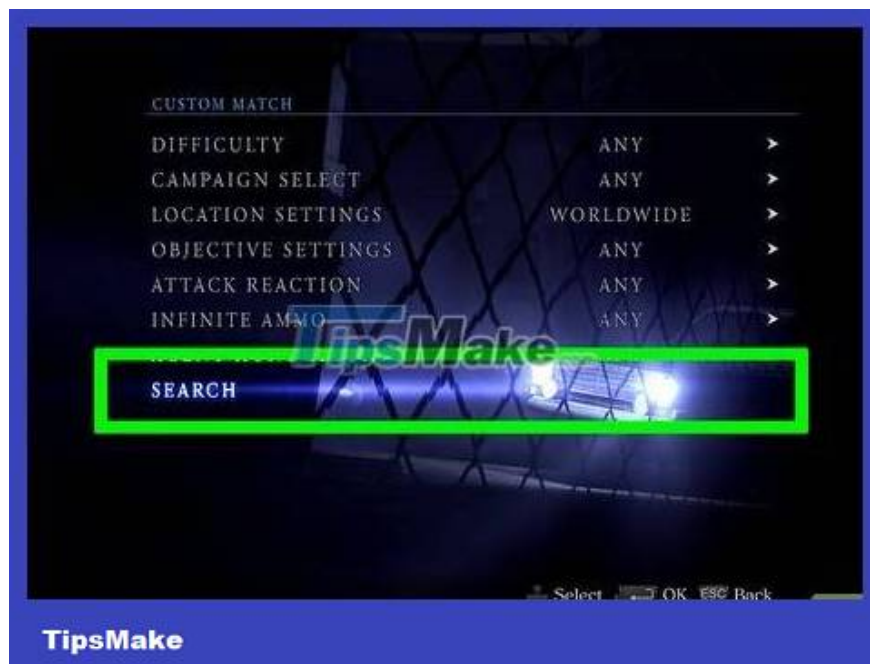 CUSTOM MATCH
DIFFICULTY ANY
CAMPAIGN SELECT ANY
LOCATION SETTINGS WORLDWIDE
OBJECTIVE SETTINGS ANY
ATTACK REACTION ANY
INFINITE AMMO ANY
TipsMake
SEARCH
Select OK ESC Back
TipsMake